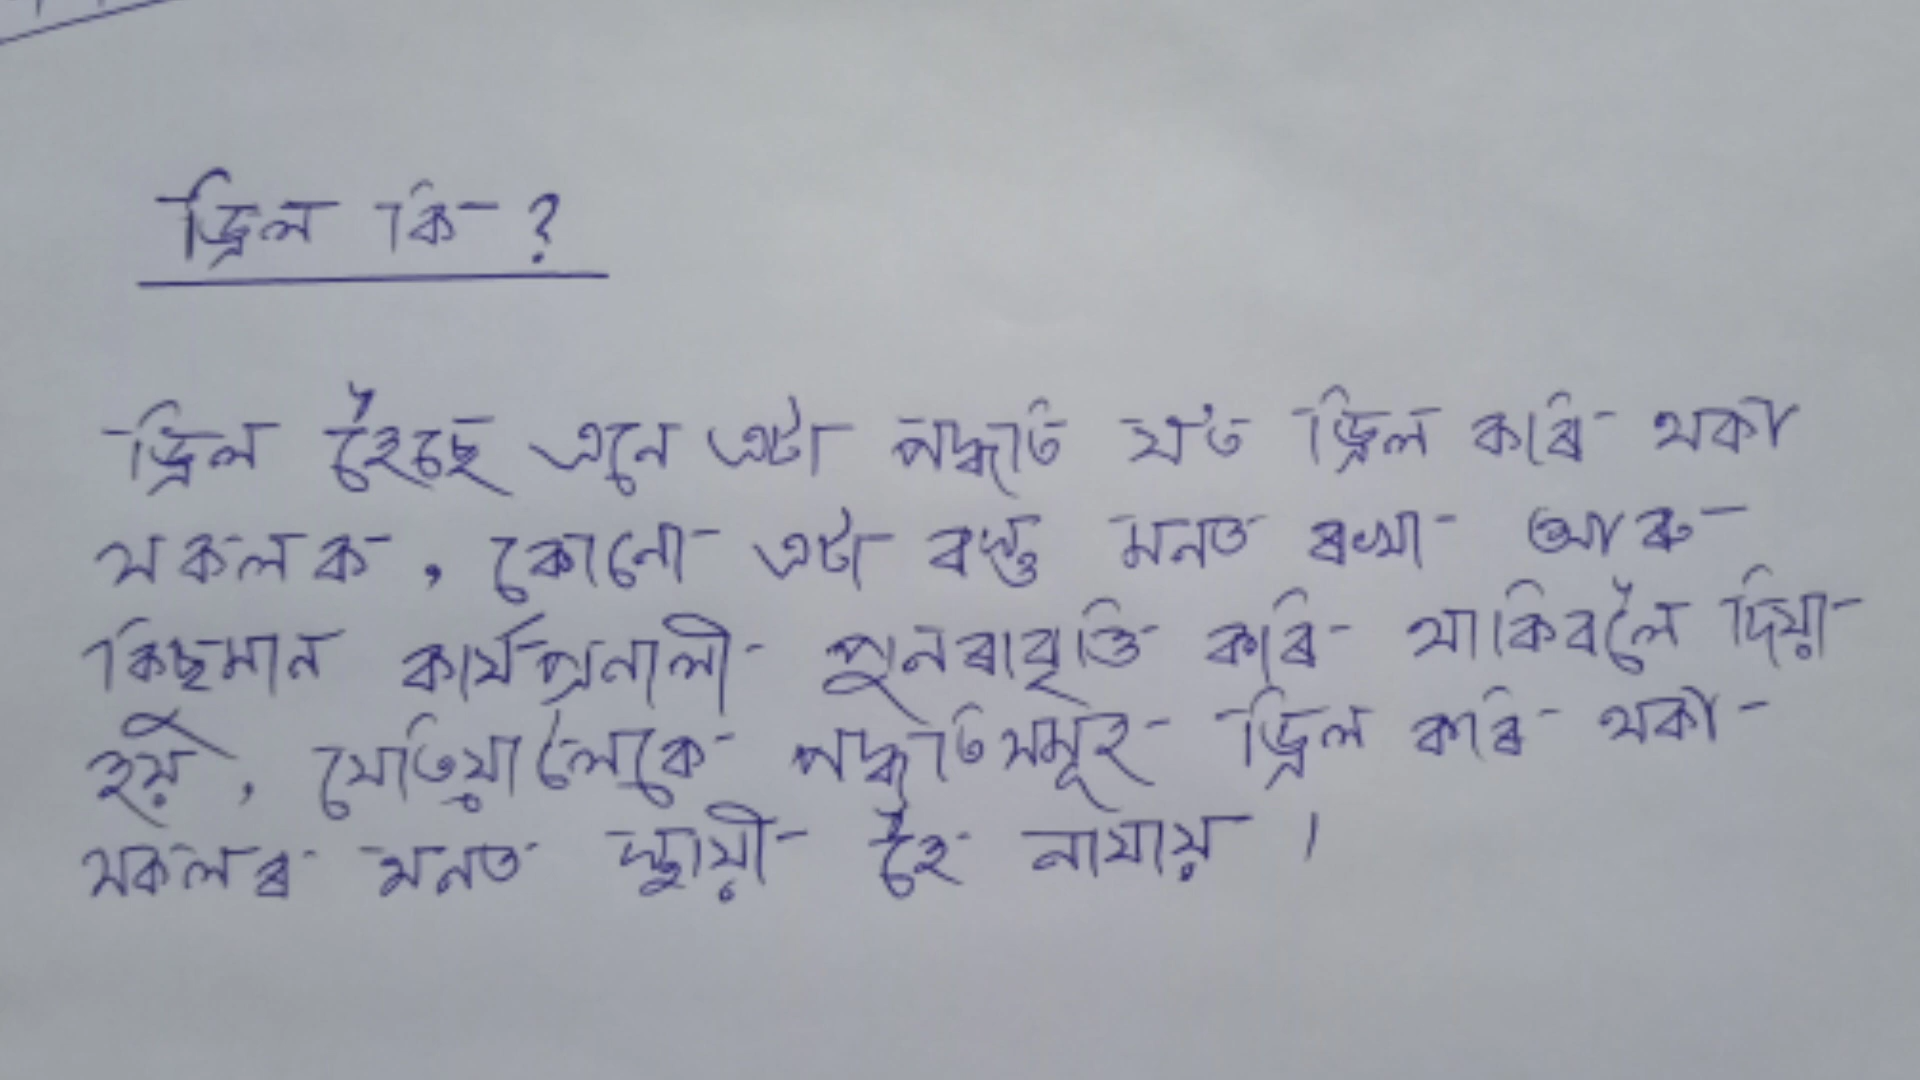 ড্ৰিল কি ?
ড্ৰিল হৈছে এনে এটা পদ্ধতি য'ত ড্ৰিল কৰি থকা
সকলক , কোনো এটা বস্তু মনত ৰখা আৰু
কিছুমান কাৰ্যপ্ৰনালী পুনৰাবৃত্তি কৰি থাকিবলৈ দিয়া
হয় , যেতিয়ালৈকে পদ্ধতিসমূহ ড্ৰিল কৰি থকা
সকলৰ মনত স্থায়ী হৈ নাযায় ।